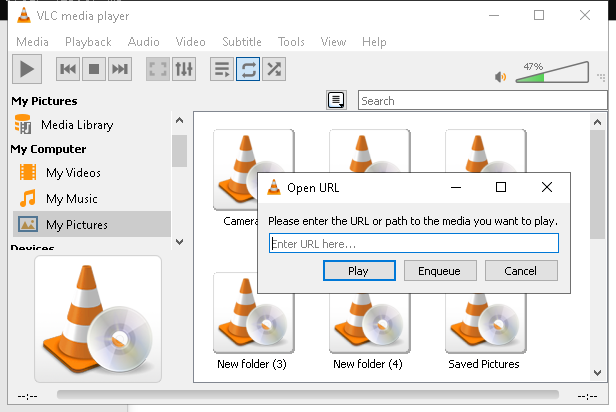 VLC media player
Media Playback Audio Video Subtitle Tools View Help
47%
My Pictures
Search
Media Library
My Computer
My Videos
My Music
My Pictures
Devices
Camera
Open URL
Please enter the URL or path to the media you want to play.
Enter URL here...
Play Enqueue Cancel
New folder (3) New folder (4) Saved Pictures
--:-- --:--